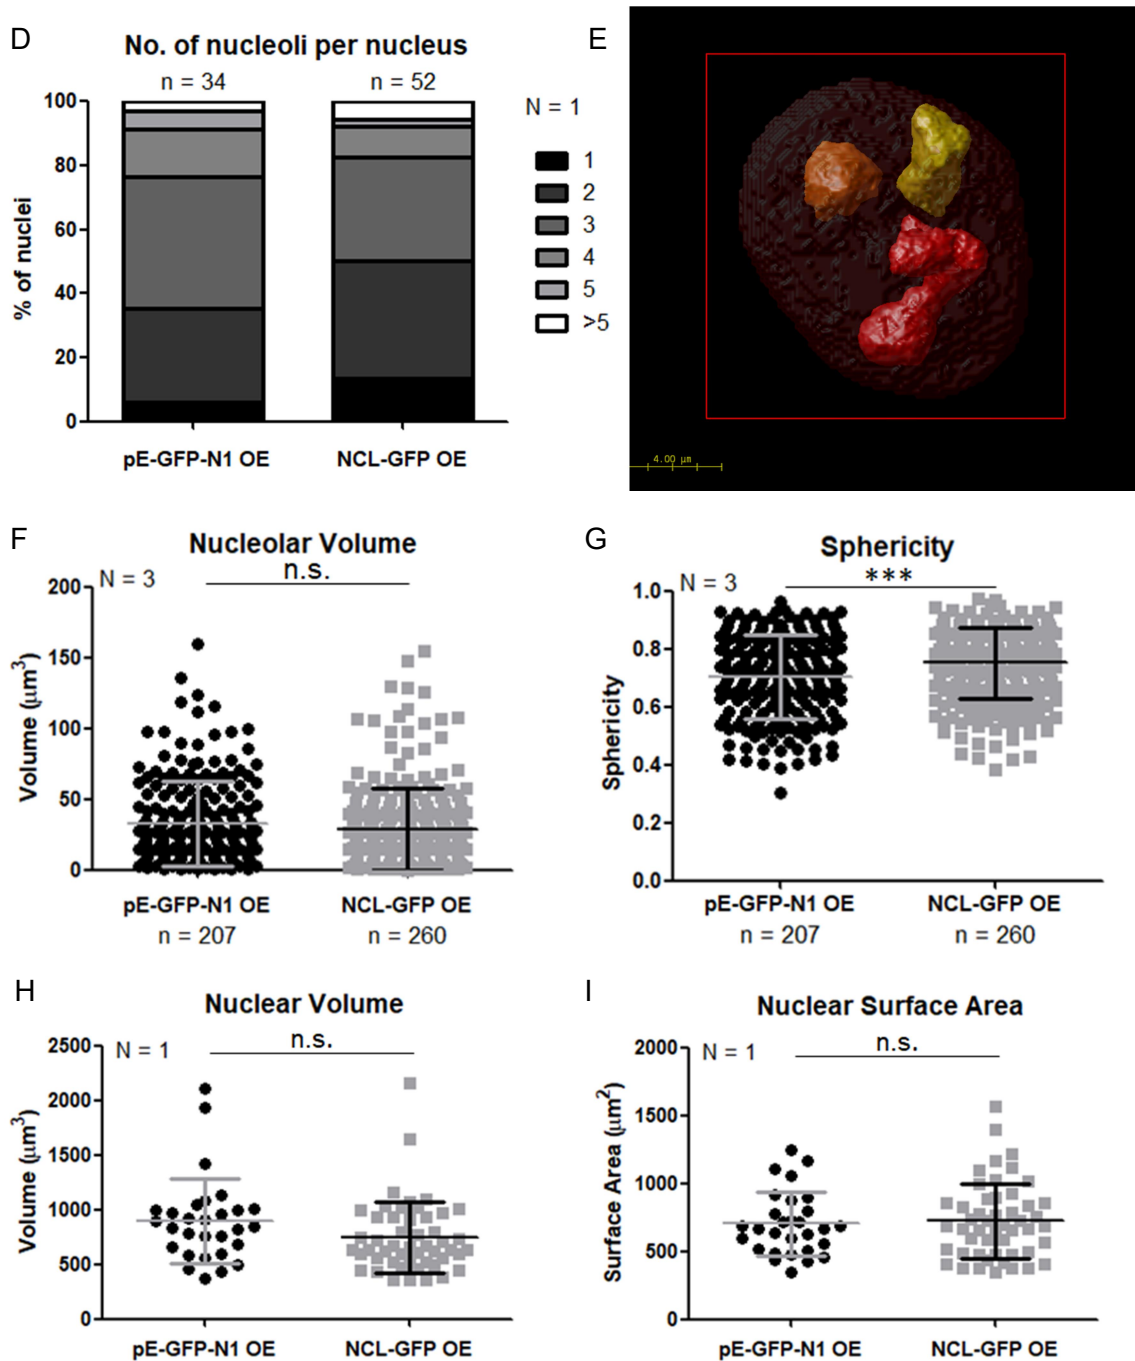 D
No. of nucleoli per nucleus
n = 34
n = 52
N = 1
100
80
60
40
20
0
% of nuclei
1
2
3
4
5
>5
pE-GFP-N1 OE
NCL-GFP OE
E
4.00 µm
F
Nucleolar Volume
N = 3
n.s.
200
150
100
50
0
Volume (µm³)
pE-GFP-N1 OE
NCL-GFP OE
n = 207
n = 260
G
Sphericity
N = 3
***
1.0
0.8
0.6
0.4
0.2
0.0
Sphericity
pE-GFP-N1 OE
NCL-GFP OE
n = 207
n = 260
H
Nuclear Volume
N = 1
n.s.
2500
2000
1500
1000
500
0
Volume (µm³)
pE-GFP-N1 OE
NCL-GFP OE
I
Nuclear Surface Area
N = 1
n.s.
2000
1500
1000
500
0
Surface Area (µm²)
pE-GFP-N1 OE
NCL-GFP OE